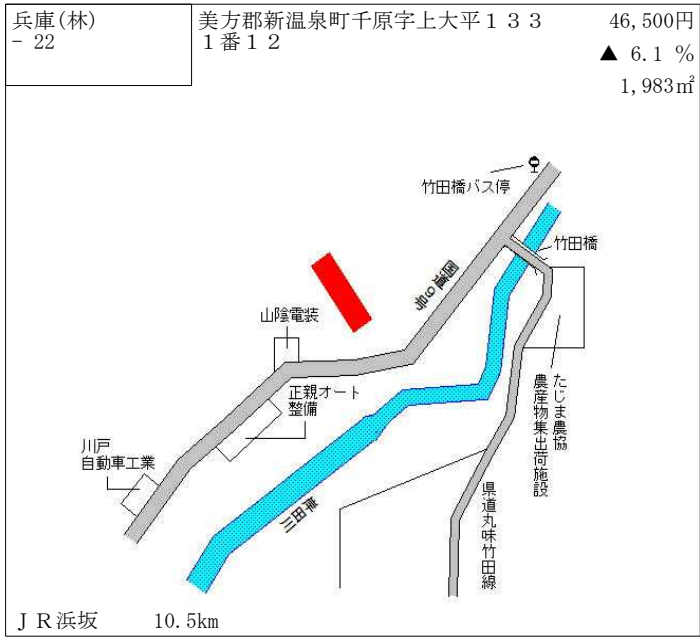 兵庫(林)
- 22
美方郡新温泉町千原字上大平１３３
１番１２
46,500円
▲ 6.1 %
1,983㎡
竹田橋バス停
竹田橋
国道9号
山陰電装
正親オート
整備
川戸
自動車工業
たじま農協
農産物集出荷施設
岸田川
県道丸味竹田線
ＪＲ浜坂 10.5km